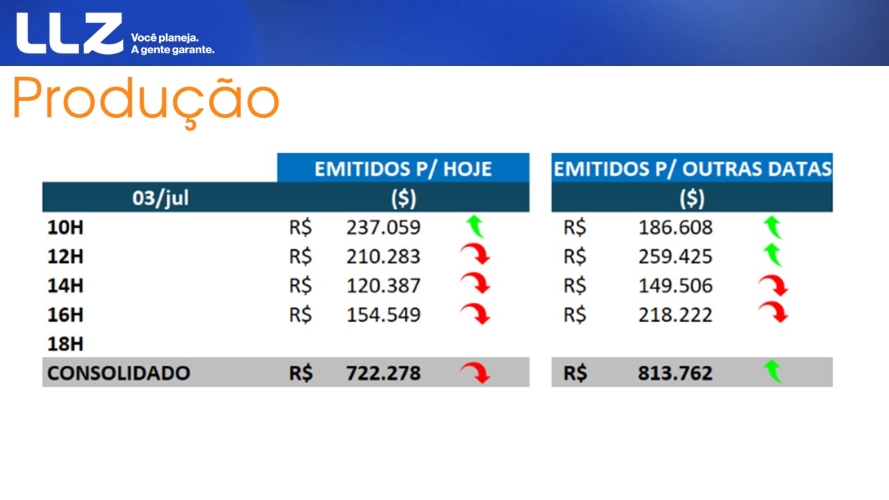 LLZ
Você planeja.
A gente garante.
Produção
EMITIDOS P/ HOJE EMITIDOS P/ OUTRAS DATAS
03/jul ($) ($)
10H R$ 237.059 R$ 186.608
12H R$ 210.283 R$ 259.425
14H R$ 120.387 R$ 149.506
16H R$ 154.549 R$ 218.222
18H
CONSOLIDADO R$ 722.278 R$ 813.762